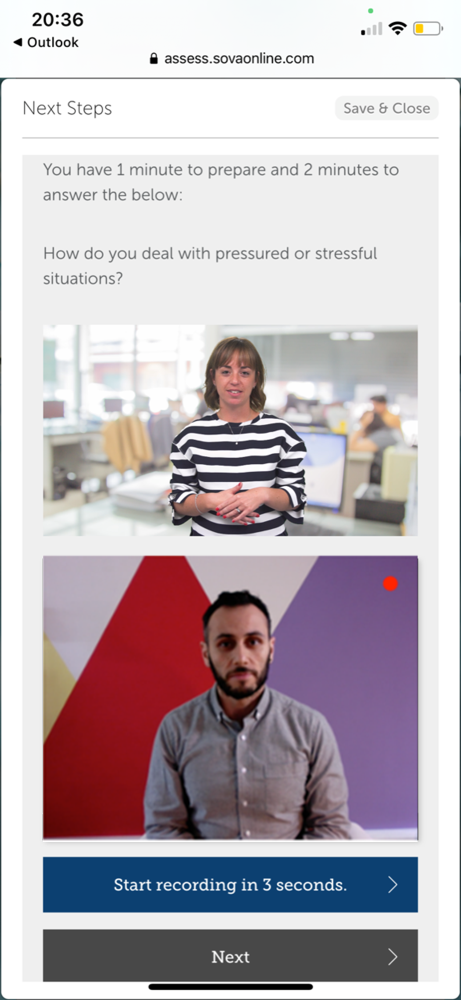 20:36
◀ Outlook
assess.sovaonline.com
Next Steps
Save & Close
You have 1 minute to prepare and 2 minutes to
answer the below:
How do you deal with pressured or stressful
situations?
Start recording in 3 seconds.
Next